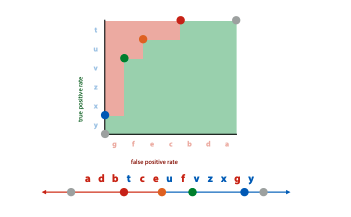 t
u
v
z
x
y
true positive rate
g f e c b d a
false positive rate
a d b t c e u f v z x g y